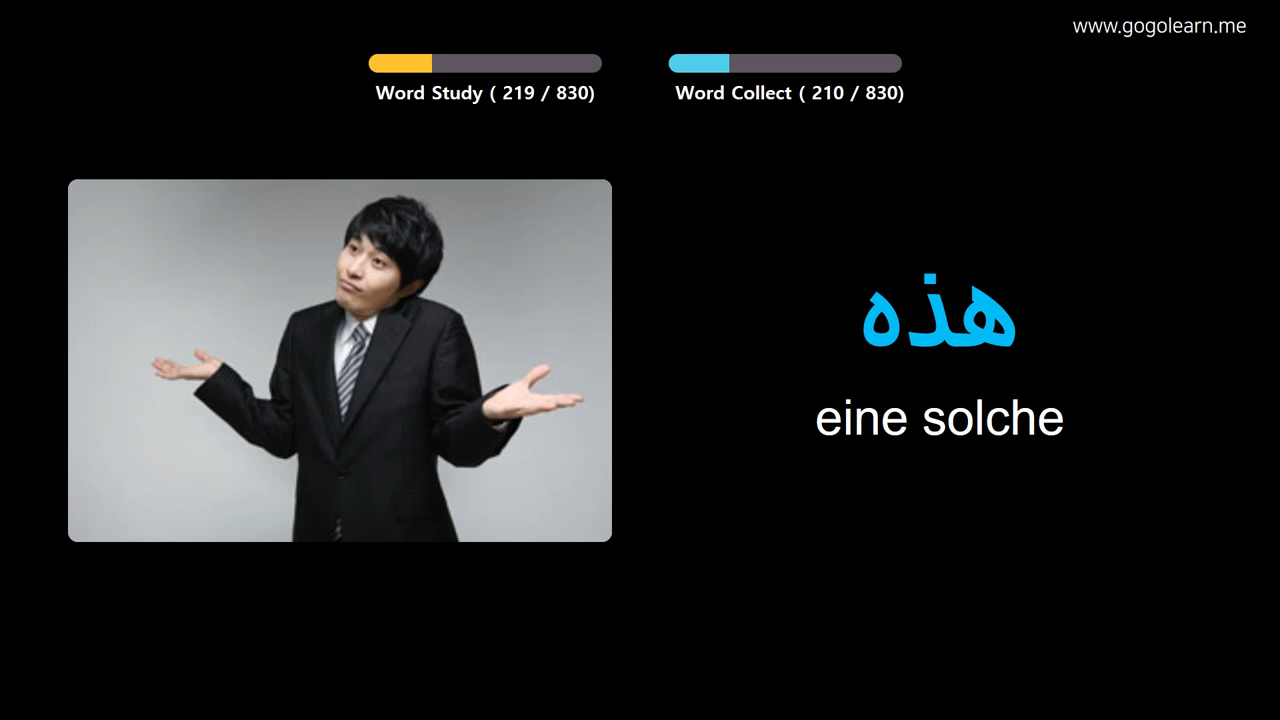 www.gogolearn.me
Word Study ( 219 / 830)
Word Collect ( 210 / 830)
هذه
eine solche